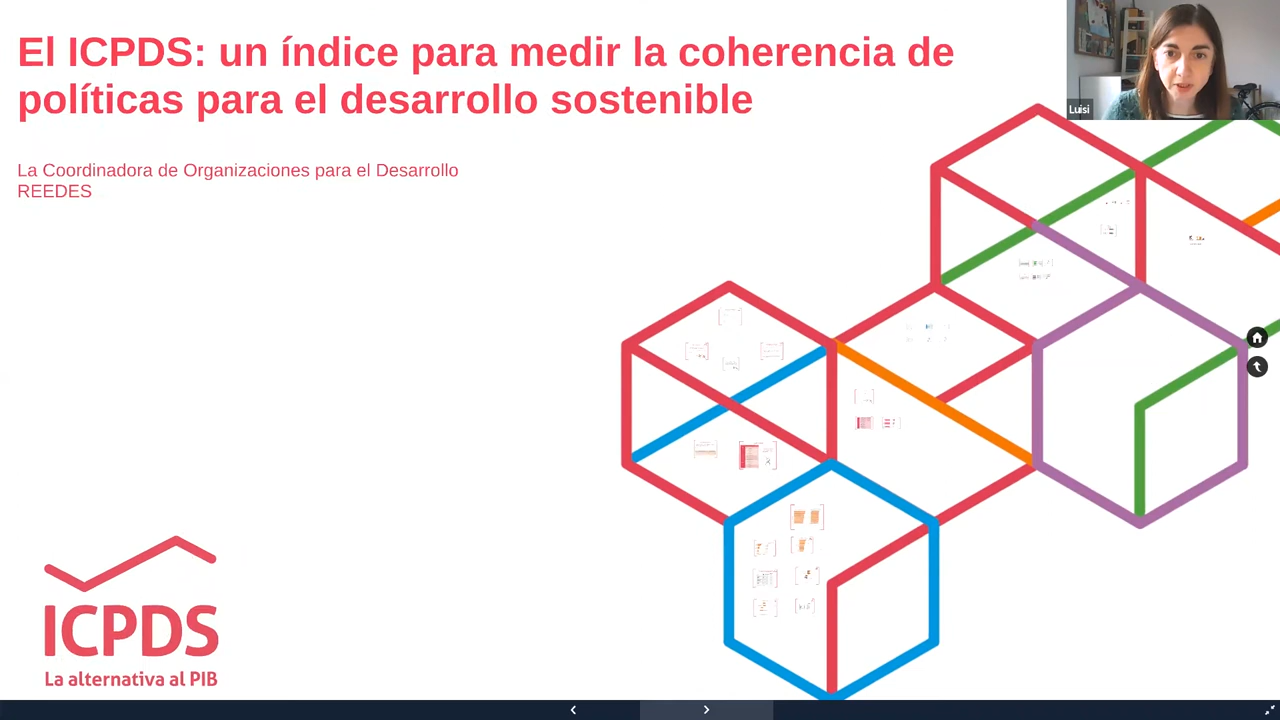 El ICPDS: un índice para medir la coherencia de
políticas para el desarrollo sostenible
Luisi
La Coordinadora de Organizaciones para el Desarrollo
REEDES
ICPDS
La alternativa al PIB